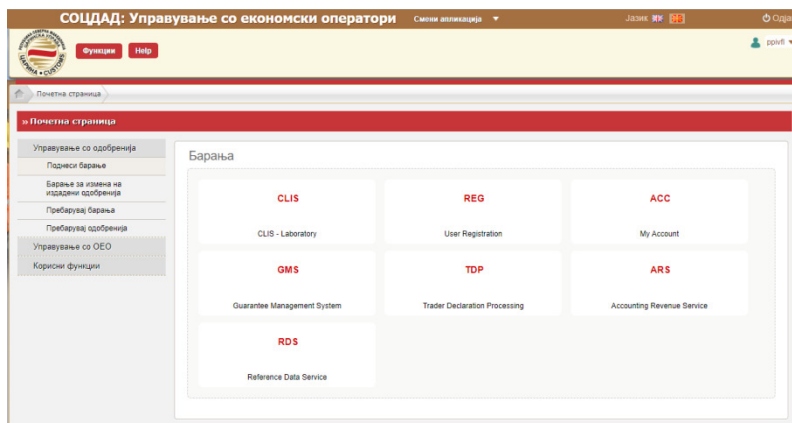 СОЦДАД: Управување со економски оператори
Смени апликација
Јазик
Одја
Функции
Help
ppivfl
Почетна страница
» Почетна страница
Управување со одобренија
Поднеси барање
Барање за измена на
издадени одобренија
Пребарувај барања
Пребарувај одобренија
Управување со ОЕО
Корисни функции
Барања
CLIS
REG
ACC
CLIS - Laboratory
User Registration
My Account
GMS
TDP
ARS
Guarantee Management System
Trader Declaration Processing
Accounting Revenue Service
RDS
Reference Data Service